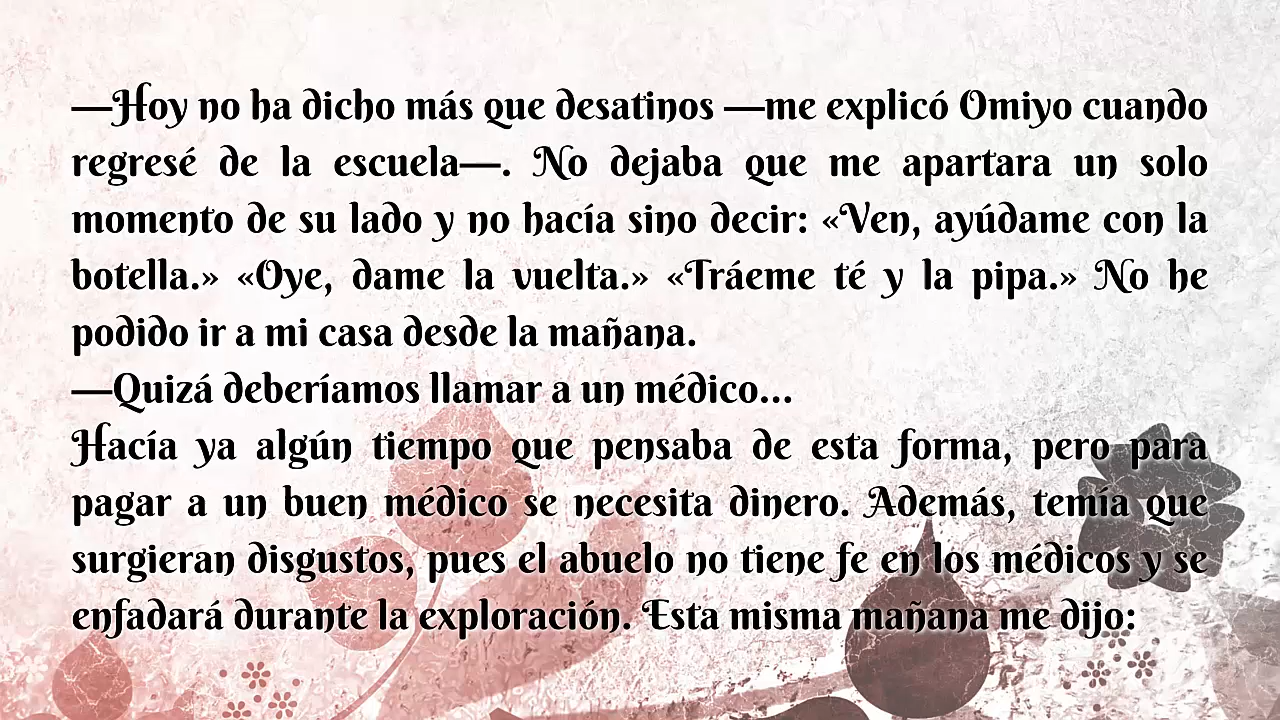 —Hoy no ha dicho más que desatinos —me explicó Omiyo cuando
regresé de la escuela—. No dejaba que me apartara un solo
momento de su lado y no hacía sino decir: «Ven, ayúdame con la
botella.» «Oye, dame la vuelta.» «Tráeme té y la pipa.» No he
podido ir a mi casa desde la mañana.
—Quizá deberíamos llamar a un médico...
Hacía ya algún tiempo que pensaba de esta forma, pero para
pagar a un buen médico se necesita dinero. Además, temía que
surgieran disgustos, pues el abuelo no tiene fe en los médicos y se
enfadará durante la exploración. Esta misma mañana me dijo: